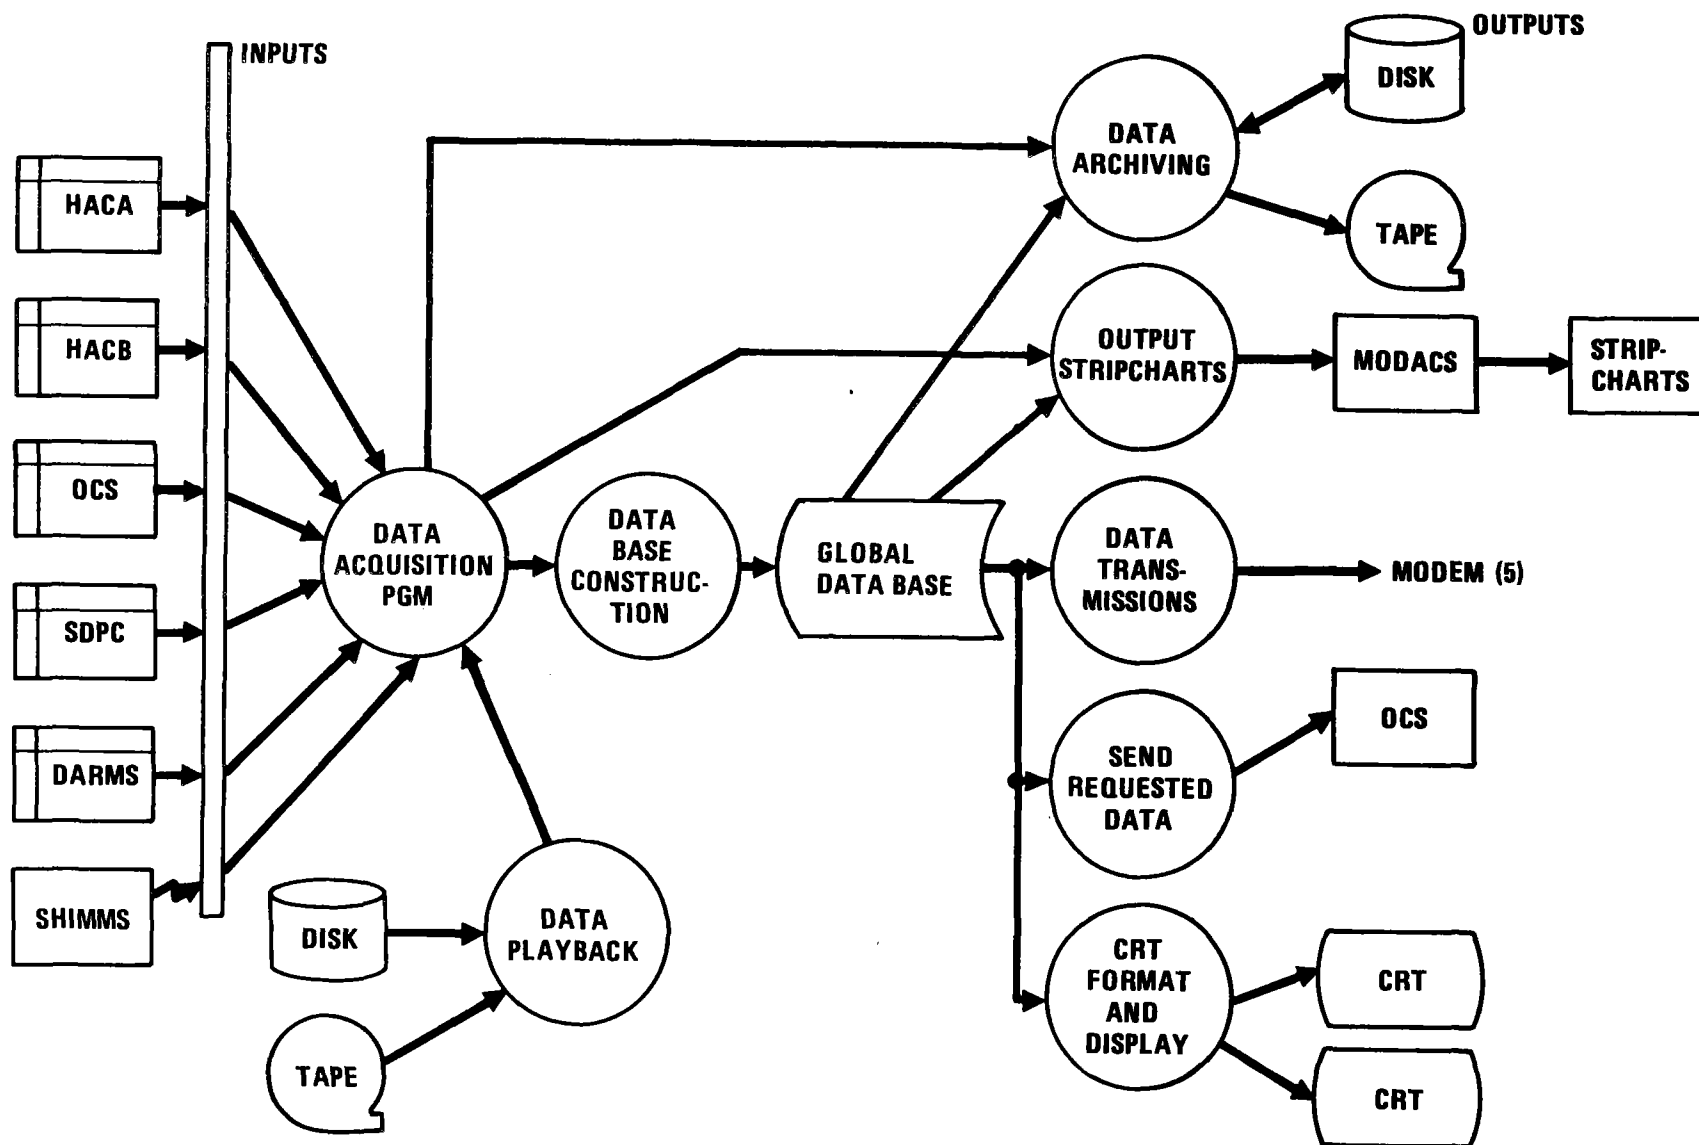 INPUTS
OUTPUTS
HACA
HACB
OCS
SDPC
DARMS
SHIMMS
DISK
TAPE
DATA
PLAYBACK
DATA
ACQUISITION
PGM
DATA
BASE
CONSTRUC-
TION
GLOBAL
DATA BASE
DATA
ARCHIVING
DISK
TAPE
OUTPUT
STRIPCHARTS
MODACS
STRIP-
CHARTS
DATA
TRANS-
MISSIONS
MODEM (5)
SEND
REQUESTED
DATA
OCS
CRT
FORMAT
AND
DISPLAY
CRT
CRT